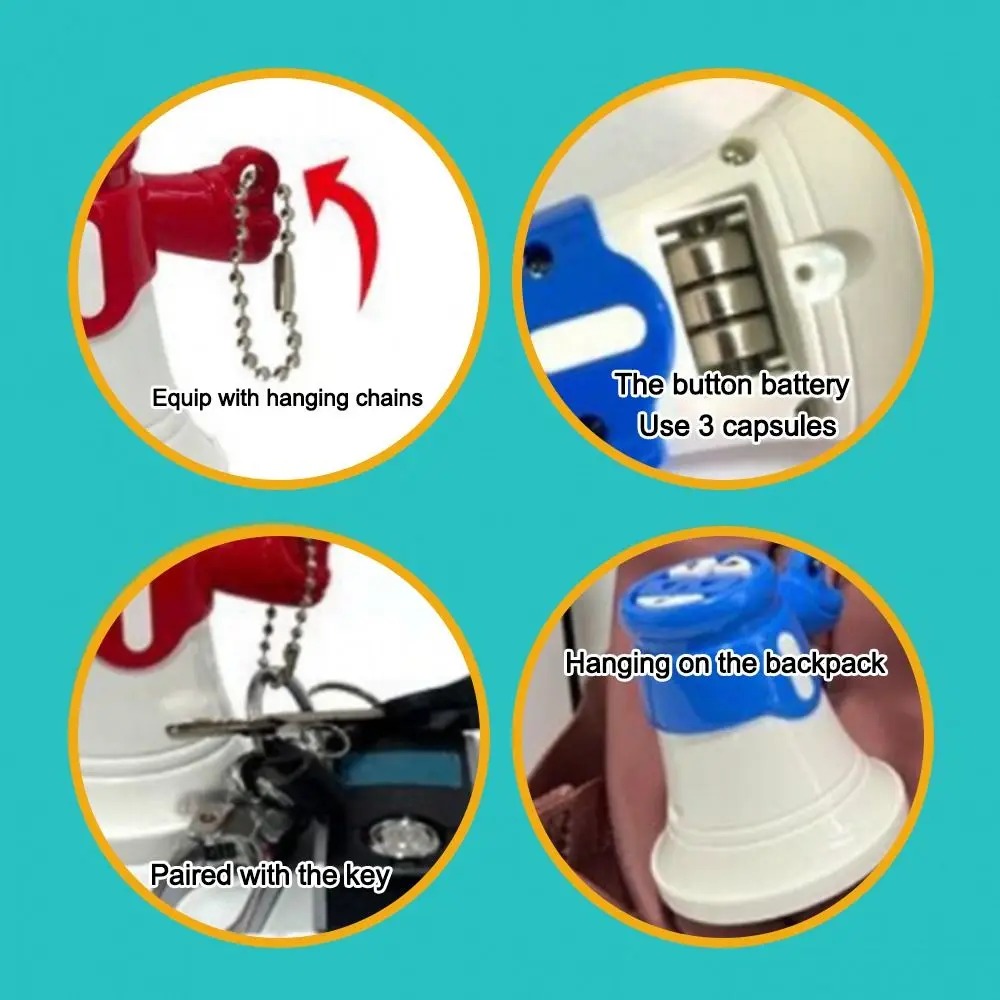 Equip with hanging chains
The button battery
Use 3 capsules
Paired with the key
Hanging on the backpack